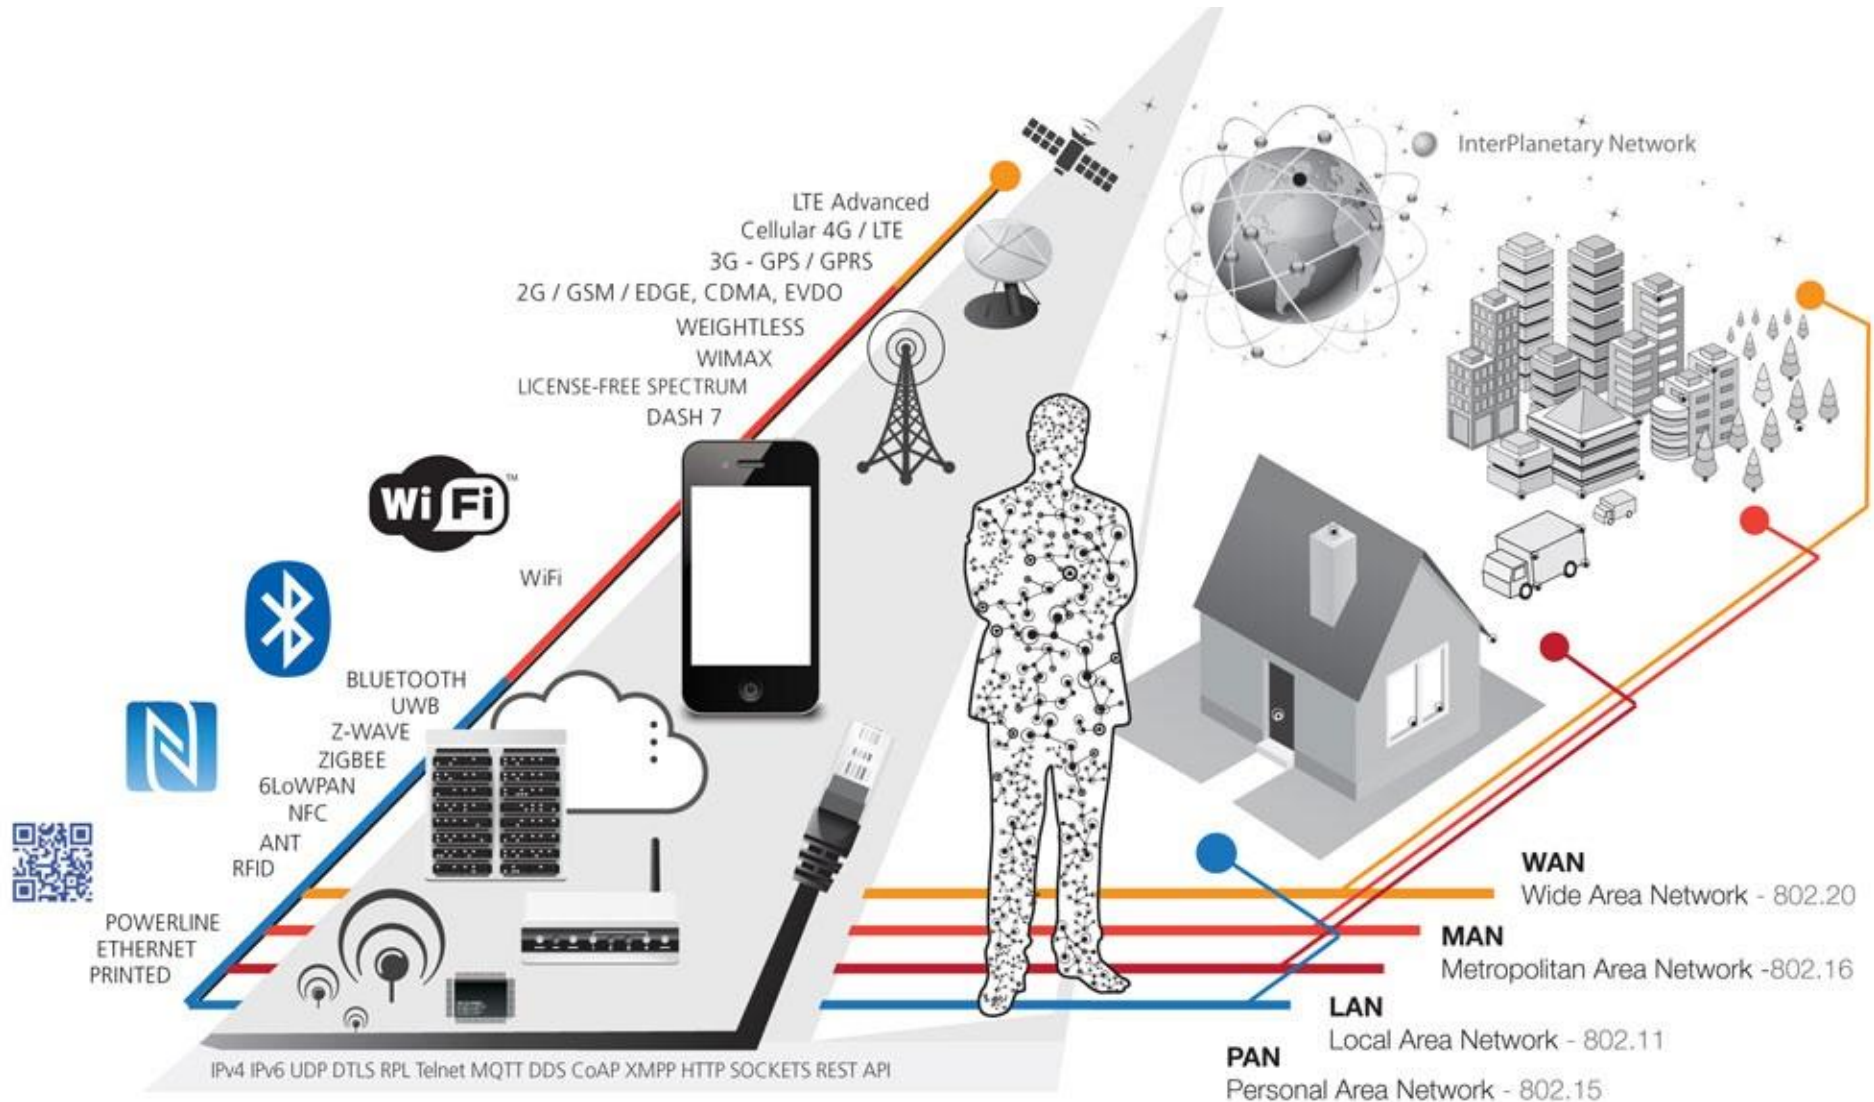 InterPlanetary Network
LTE Advanced
Cellular 4G / LTE
3G - GPS / GPRS
2G / GSM / EDGE, CDMA, EVDO
WEIGHTLESS
WIMAX
LICENSE-FREE SPECTRUM
DASH 7
WiFi TM
WiFi
BLUETOOTH
UWB
Z-WAVE
ZIGBEE
6LoWPAN
NFC
ANT
RFID
POWERLINE
ETHERNET
PRINTED
IPv4 IPv6 UDP DTLS RPL Telnet MQTT DDS CoAP XMPP HTTP SOCKETS REST API
WAN
Wide Area Network - 802.20
MAN
Metropolitan Area Network -802.16
LAN
Local Area Network - 802.11
PAN
Personal Area Network - 802.15